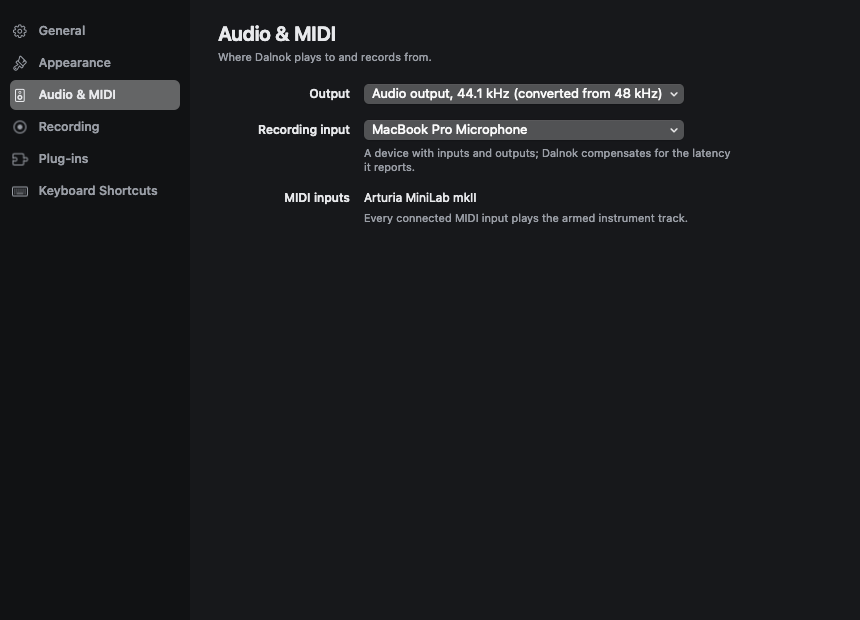 General
Appearance
Audio & MIDI
Recording
Plug-ins
Keyboard Shortcuts
Audio & MIDI
Where Dalnok plays to and records from.
Output
Audio output, 44.1 kHz (converted from 48 kHz)
Recording input
MacBook Pro Microphone
A device with inputs and outputs; Dalnok compensates for the latency
it reports.
MIDI inputs
Arturia MiniLab mkII
Every connected MIDI input plays the armed instrument track.